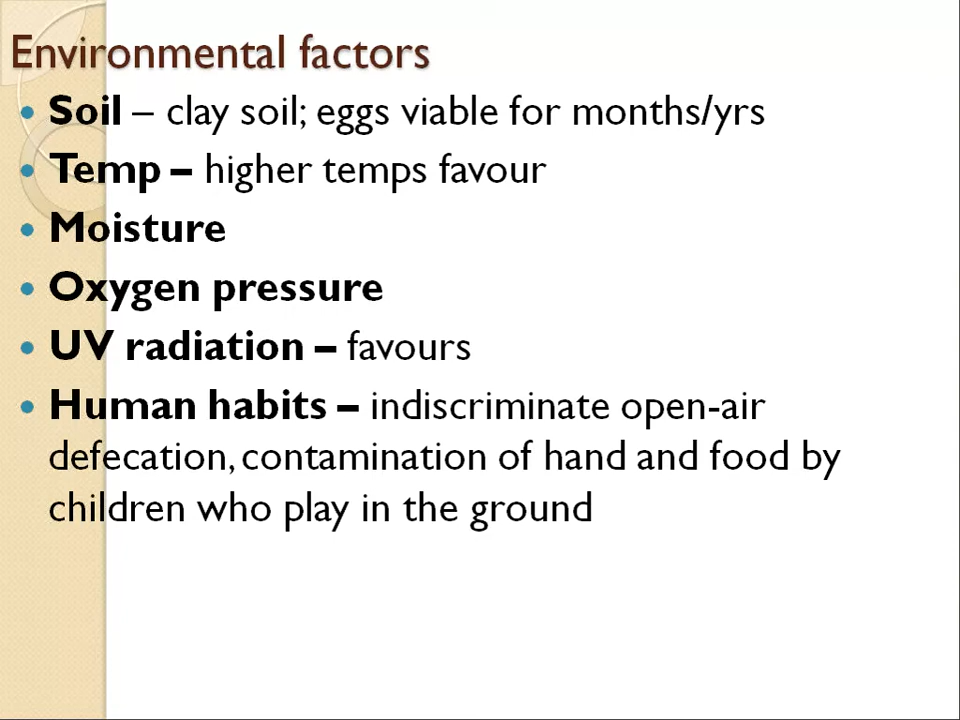 Environmental factors
• Soil – clay soil; eggs viable for months/yrs
• Temp – higher temps favour
• Moisture
• Oxygen pressure
• UV radiation – favours
• Human habits – indiscriminate open-air
defecation, contamination of hand and food by
children who play in the ground